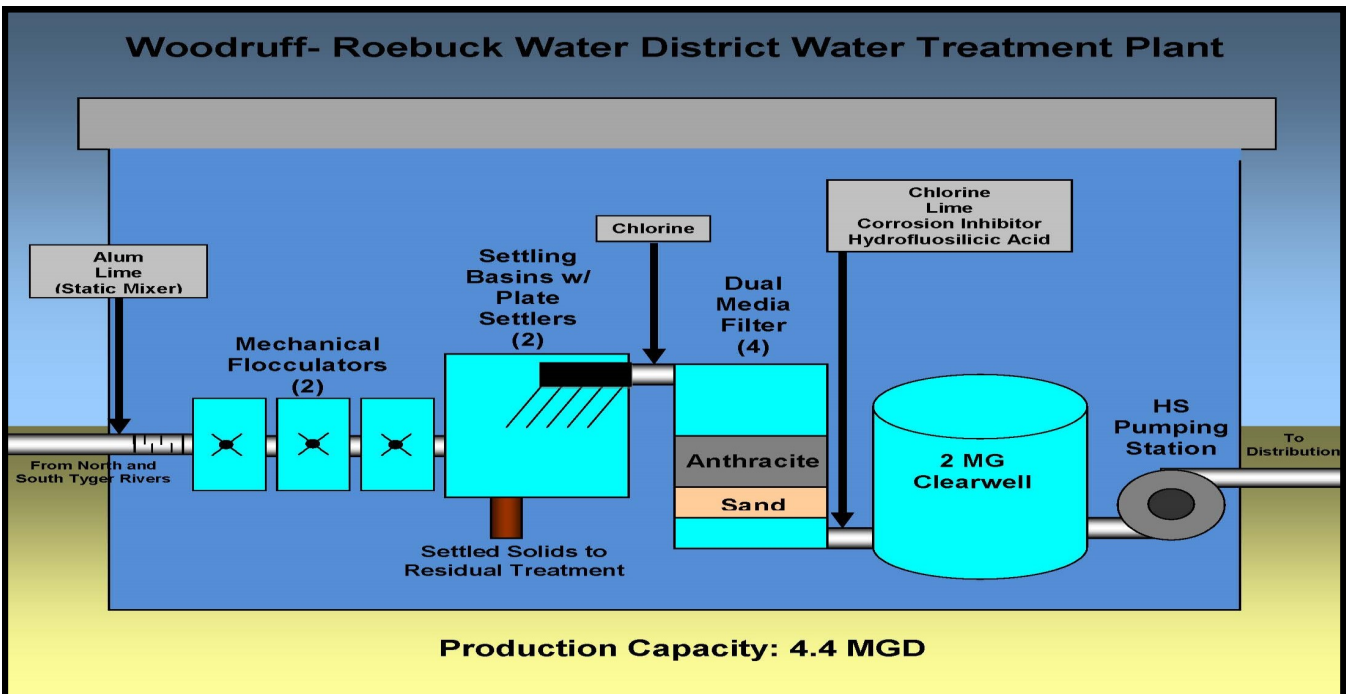 Woodruff- Roebuck Water District Water Treatment Plant
Alum
Lime
(Static Mixer)
From North and
South Tyger Rivers
Mechanical
Flocculators
(2)
Settling
Basins w/
Plate
Settlers
(2)
Settled Solids to
Residual Treatment
Chlorine
Dual
Media
Filter
(4)
Anthracite
Sand
Chlorine
Lime
Corrosion Inhibitor
Hydrofluosilicic Acid
2 MG
Clearwell
HS
Pumping
Station
To
Distribution
Production Capacity: 4.4 MGD